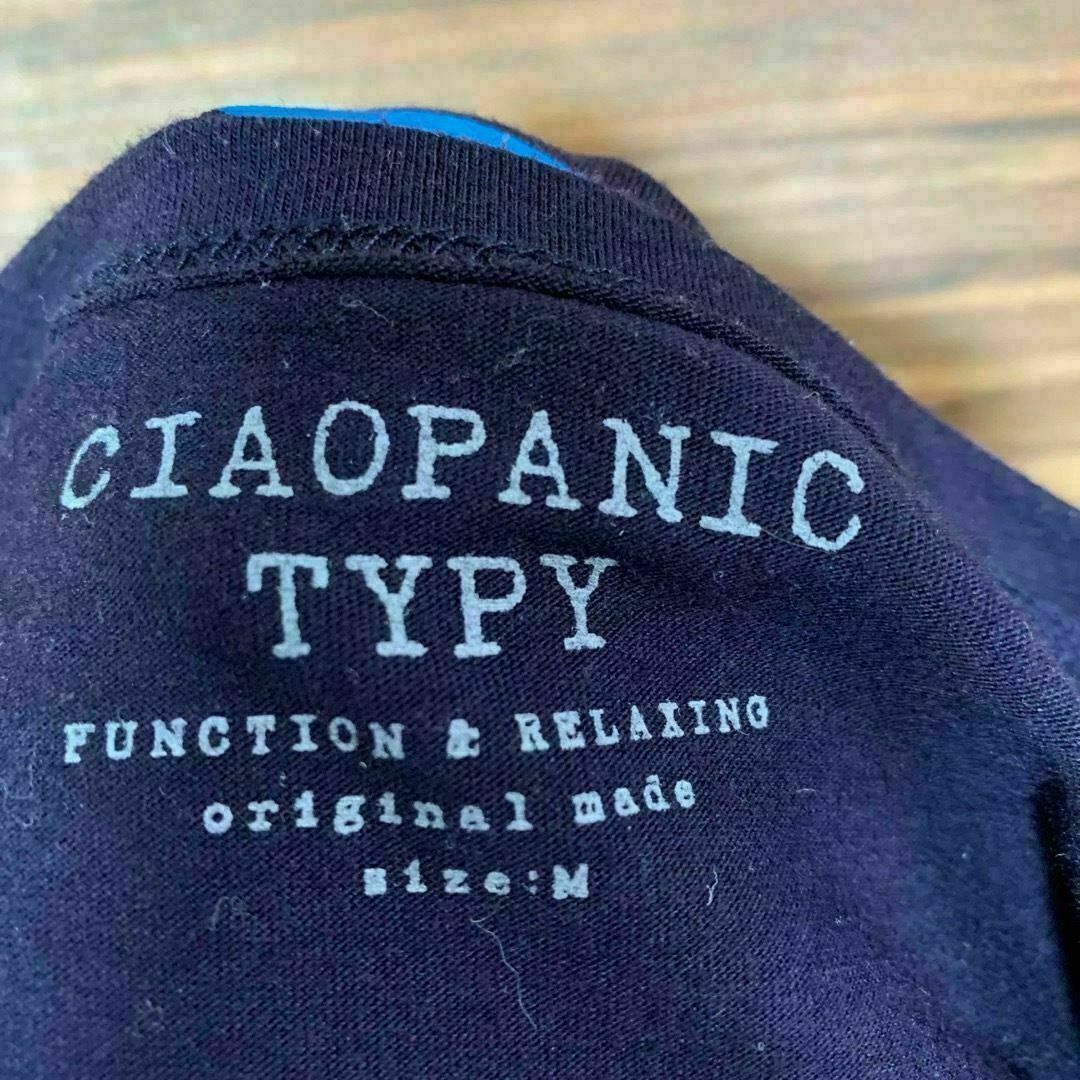 CIAOPANIC
TYPY
FUNCTION & RELAXING
original made
size:M